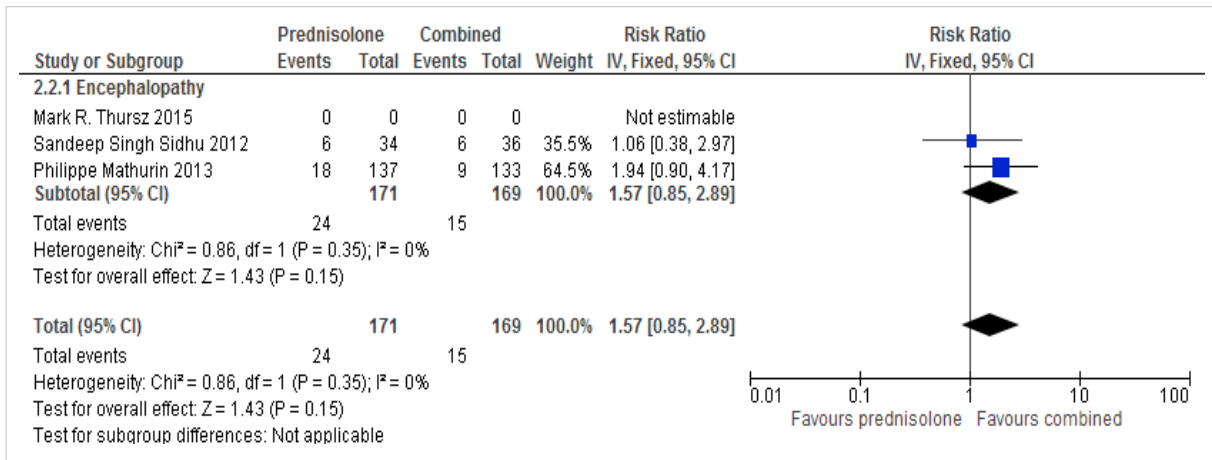 Prednisolone Combined Risk Ratio Risk Ratio
Study or Subgroup Events Total Events Total Weight IV, Fixed, 95% CI IV, Fixed, 95% CI
2.2.1 Encephalopathy
Mark R. Thursz 2015 0 0 0 0 Not estimable
Sandeep Singh Sidhu 2012 6 34 6 36 35.5% 1.06 [0.38, 2.97]
Philippe Mathurin 2013 18 137 9 133 64.5% 1.94 [0.90, 4.17]
Subtotal (95% CI) 171 169 100.0% 1.57 [0.85, 2.89]
Total events 24 15
Heterogeneity: Chi² = 0.86, df = 1 (P = 0.35); I² = 0%
Test for overall effect: Z = 1.43 (P = 0.15)
Total (95% CI) 171 169 100.0% 1.57 [0.85, 2.89]
Total events 24 15
Heterogeneity: Chi² = 0.86, df = 1 (P = 0.35); I² = 0%
Test for overall effect: Z = 1.43 (P = 0.15)
Test for subgroup differences: Not applicable
0.01 0.1 1 10 100
Favours prednisolone Favours combined